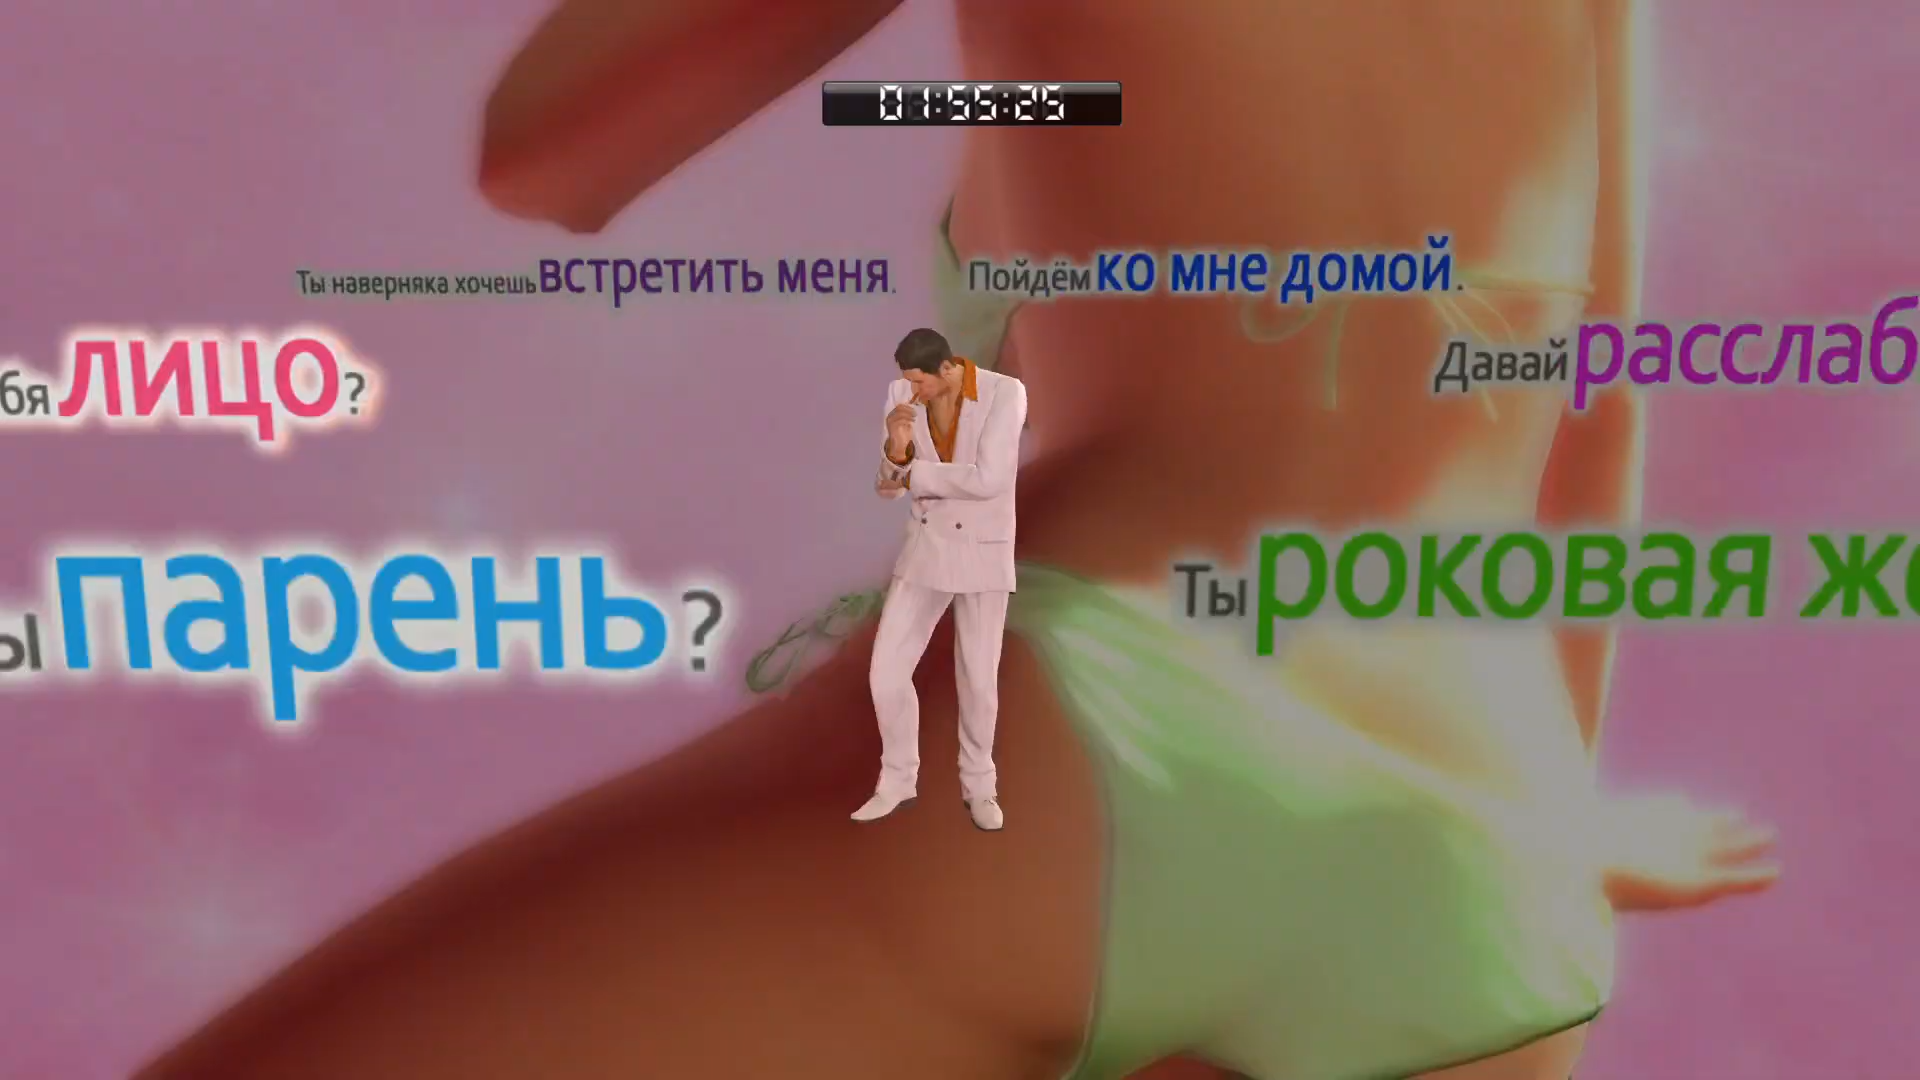 01:55:25
Ты наверняка хочешь встретить меня.
Пойдём ко мне домой.
бя лицо?
Давай расслаб
ы парень?
Ты роковая же